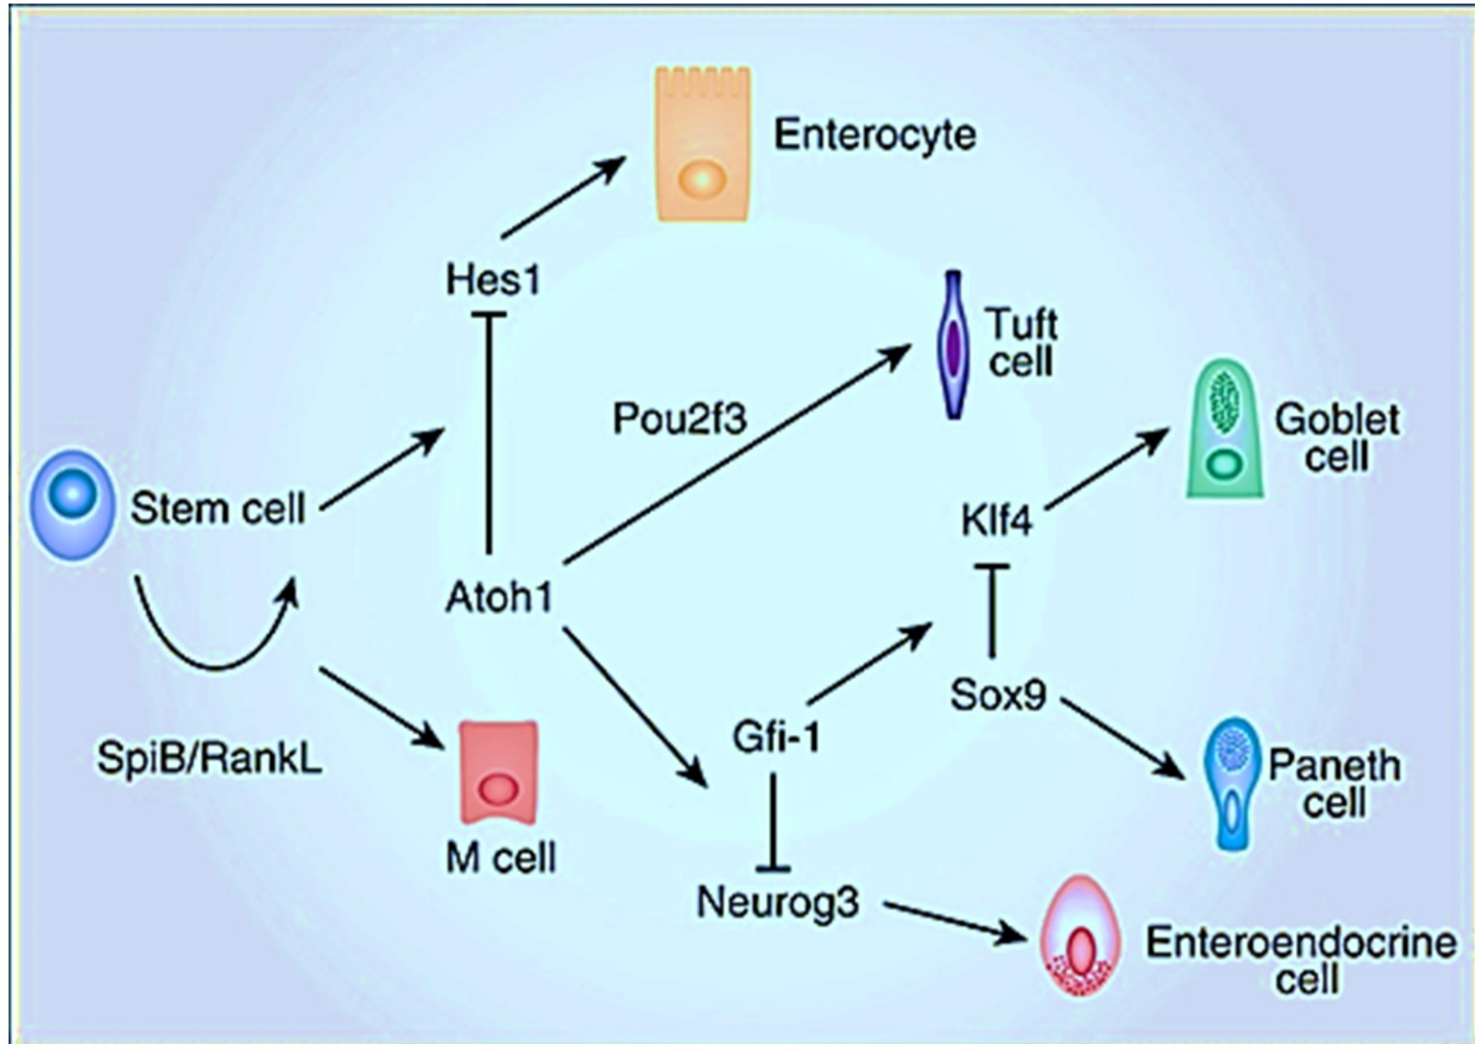 Enterocyte
Hes1
Tuft
cell
Pou2f3
Goblet
cell
Stem cell
Klf4
Atoh1
Sox9
Gfi-1
SpiB/RankL
Paneth
cell
M cell
Neurog3
Enteroendocrine
cell